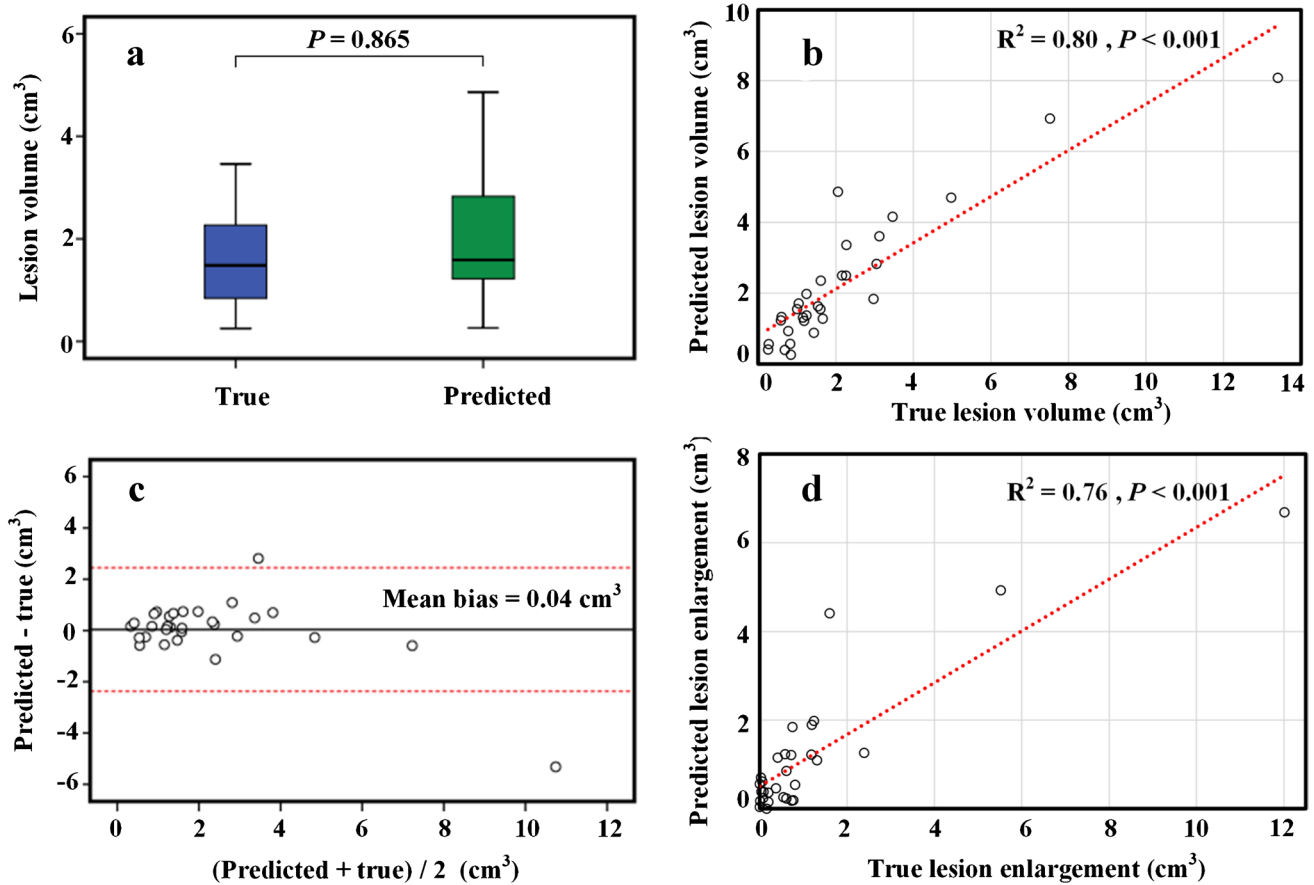 a
P = 0.865
Lesion volume (cm³)
6
4
2
0
True
Predicted
b
R² = 0.80 , P < 0.001
Predicted lesion volume (cm³)
10
8
6
4
2
0
0 2 4 6 8 10 12 14
True lesion volume (cm³)
c
Mean bias = 0.04 cm³
Predicted - true (cm³)
6
4
2
0
-2
-4
-6
0 2 4 6 8 10 12
(Predicted + true) / 2 (cm³)
d
R² = 0.76 , P < 0.001
Predicted lesion enlargement (cm³)
8
6
4
2
0
0 2 4 6 8 10 12
True lesion enlargement (cm³)